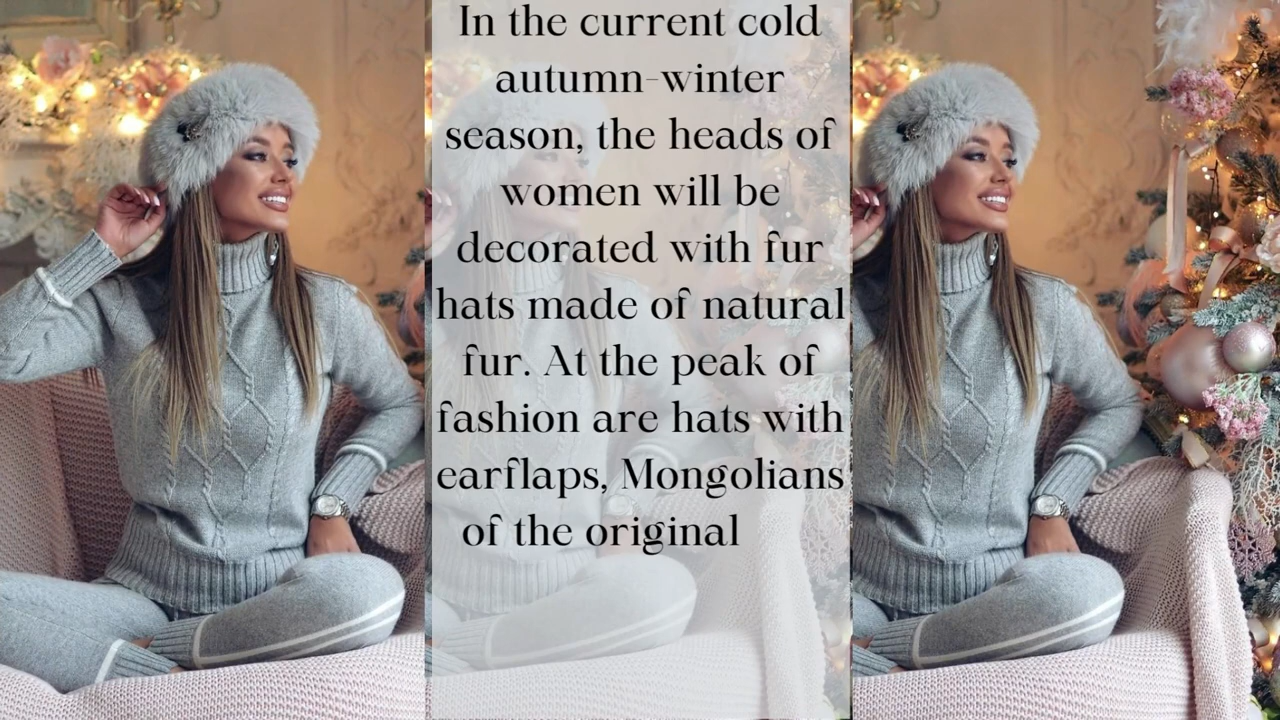 In the current cold
autumn-winter
season, the heads of
women will be
decorated with fur
hats made of natural
fur. At the peak of
fashion are hats with
earflaps, Mongolians
of the original